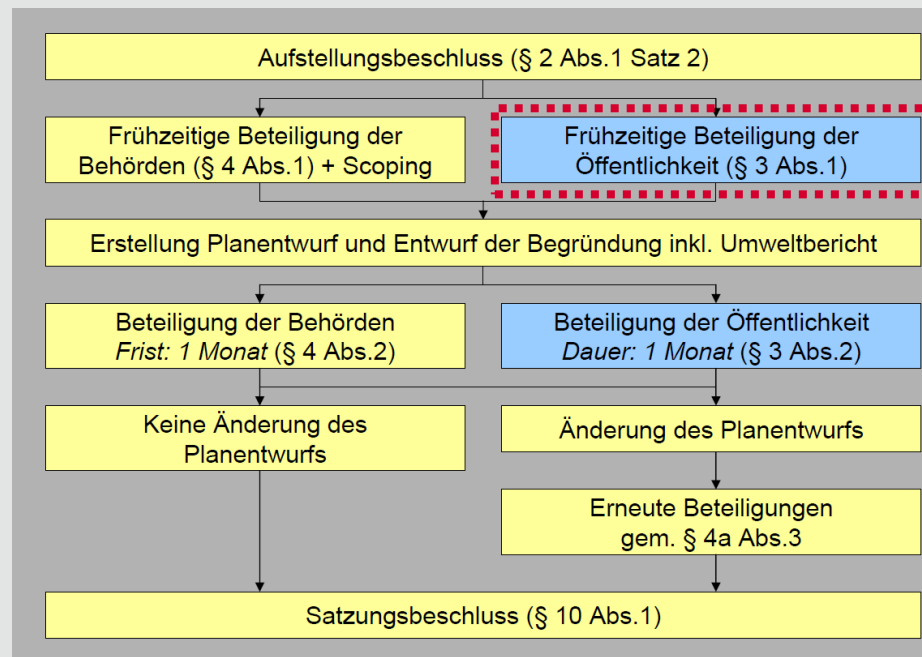 Aufstellungsbeschluss (§ 2 Abs.1 Satz 2)
Frühzeitige Beteiligung der
Behörden (§ 4 Abs.1) + Scoping
Frühzeitige Beteiligung der
Öffentlichkeit (§ 3 Abs.1)
Erstellung Planentwurf und Entwurf der Begründung inkl. Umweltbericht
Beteiligung der Behörden
Frist: 1 Monat (§ 4 Abs.2)
Beteiligung der Öffentlichkeit
Dauer: 1 Monat (§ 3 Abs.2)
Keine Änderung des
Planentwurfs
Änderung des Planentwurfs
Erneute Beteiligungen
gem. § 4a Abs.3
Satzungsbeschluss (§ 10 Abs.1)